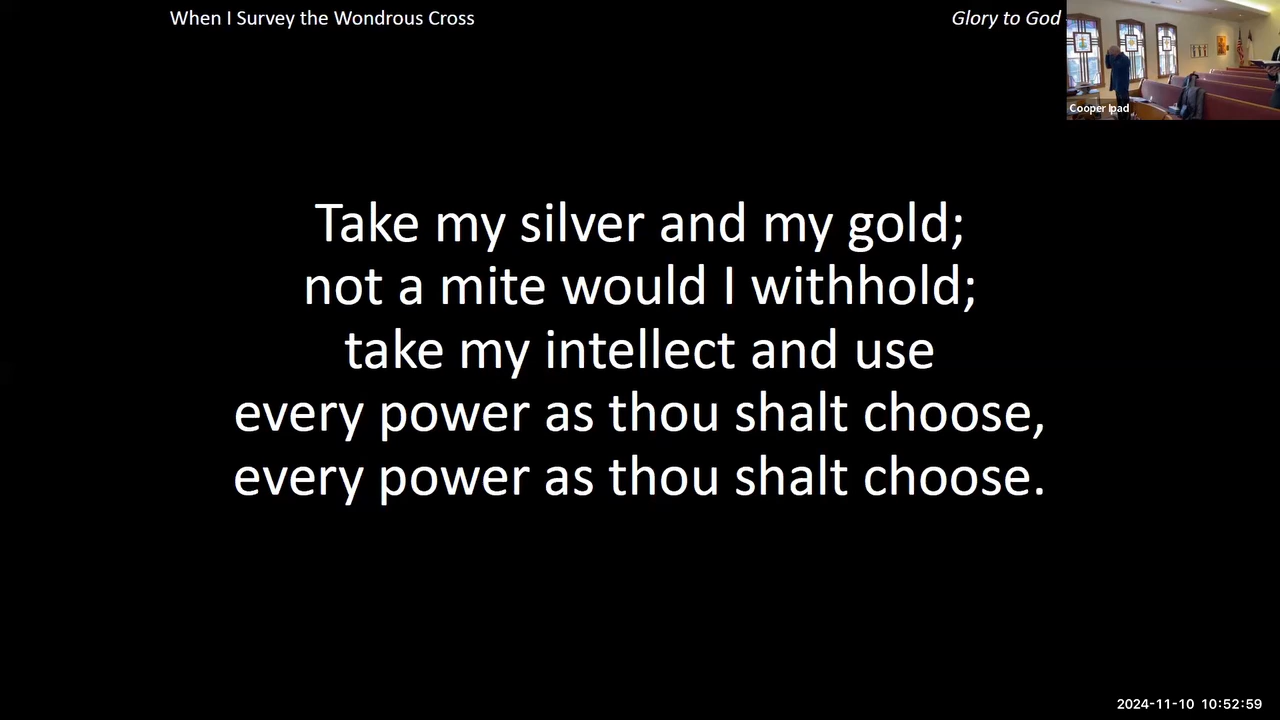 When I Survey the Wondrous Cross
Glory to God
Cooper Ipad
Take my silver and my gold;
not a mite would I withhold;
take my intellect and use
every power as thou shalt choose,
every power as thou shalt choose.
2024-11-10 10:52:59